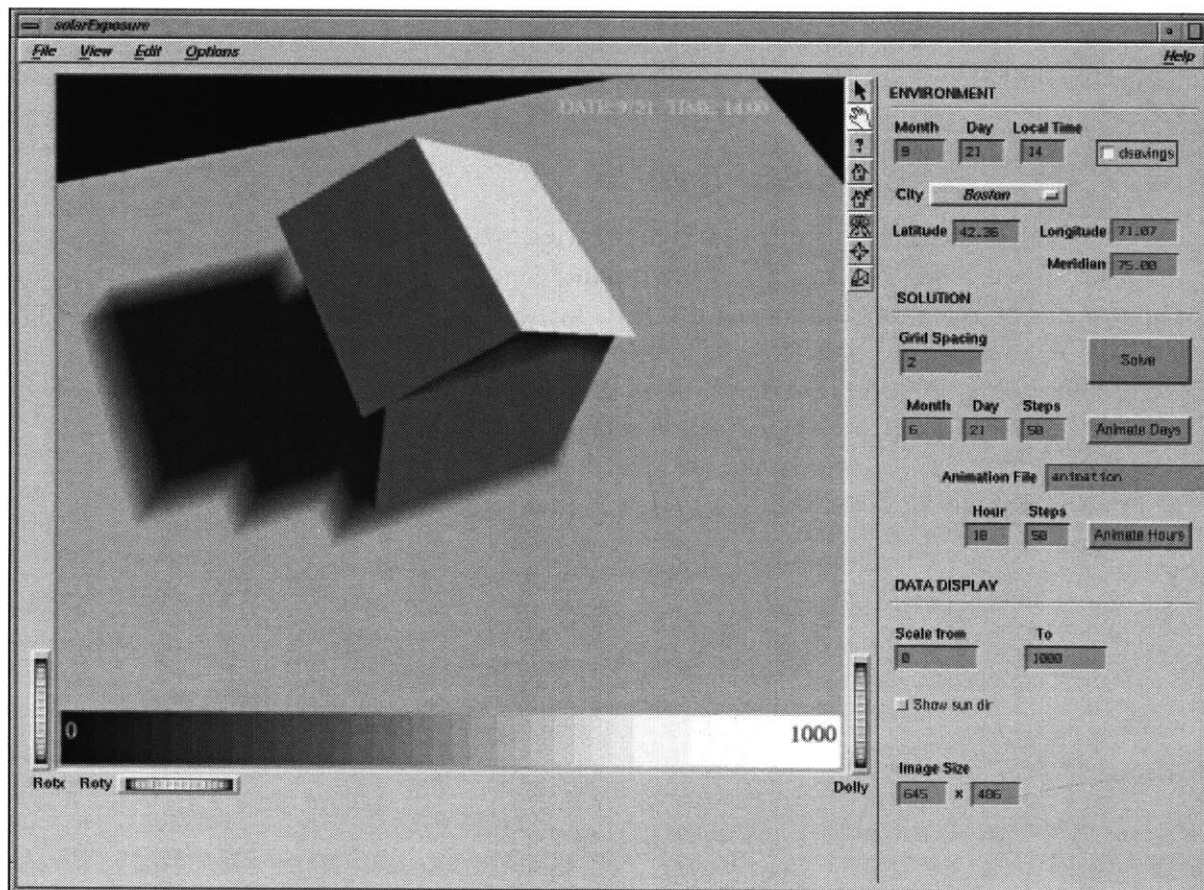 solarExposure
File View Edit Options Help
DATE: 9/21 TIME: 14:00
0 1000
Rotx Roty Dolly
ENVIRONMENT
Month Day Local Time
9 21 14 dsavings
City Boston
Latitude 42.36 Longitude 71.07
Meridian 75.00
SOLUTION
Grid Spacing
2 Solve
Month Day Steps
6 21 50 Animate Days
Animation File animation
Hour Steps
18 50 Animate Hours
DATA DISPLAY
Scale from To
0 1000
Show sun dir
Image Size
645 x 486